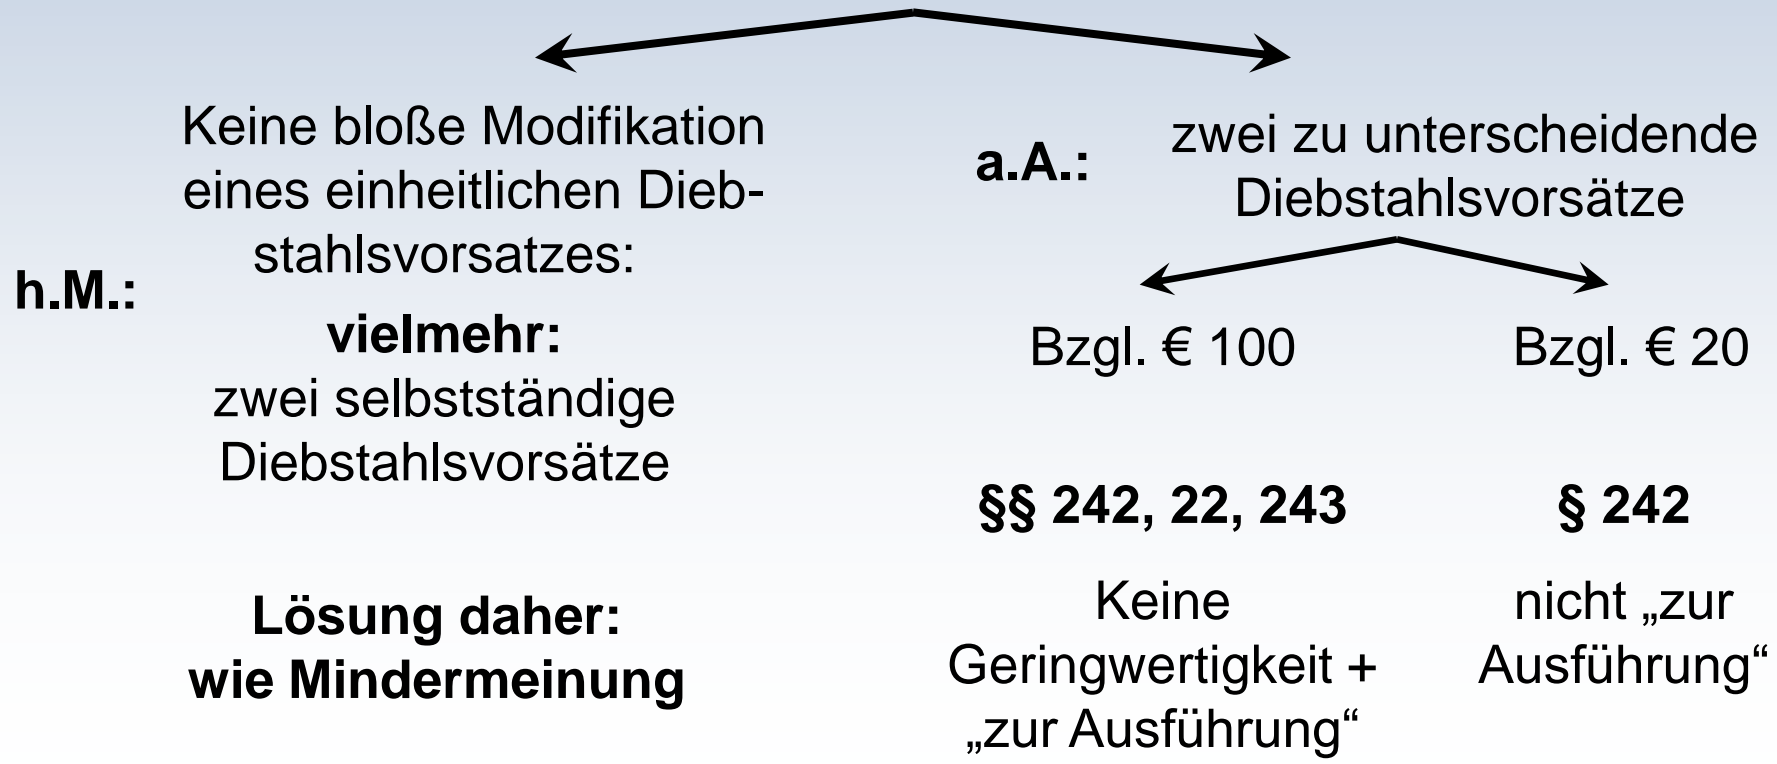 h.M.:
Keine bloße Modifikation
eines einheitlichen Dieb-
stahlsvorsatzes:
vielmehr:
zwei selbstständige
Diebstahlsvorsätze
Lösung daher:
wie Mindermeinung
a.A.:
zwei zu unterscheidende
Diebstahlsvorsätze
Bzgl. € 100
§§ 242, 22, 243
Keine
Geringwertigkeit +
„zur Ausführung“
Bzgl. € 20
§ 242
nicht „zur
Ausführung“